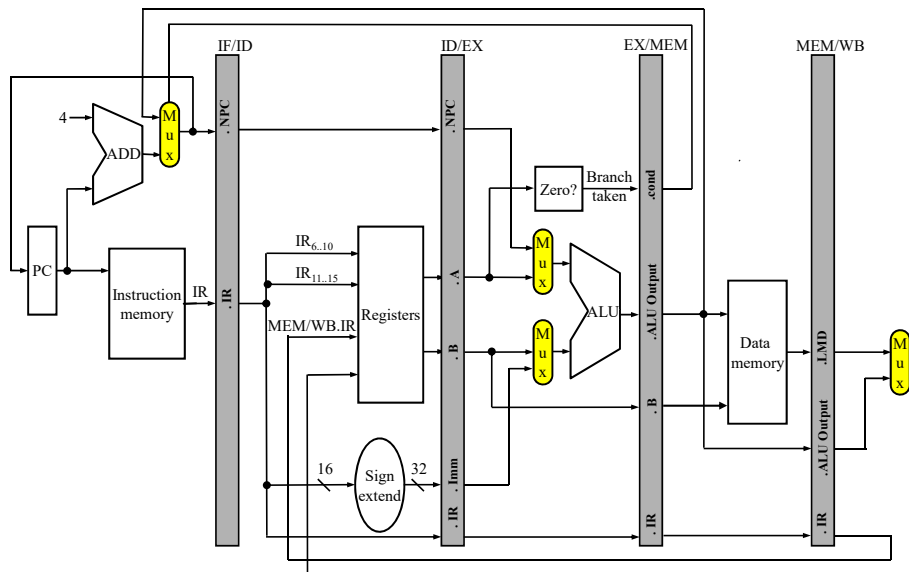 IF/ID
ID/EX
EX/MEM
MEM/WB
4
ADD
M
u
x
. NPC
. NPC
Zero?
Branch
taken
.cond
PC
Instruction
memory
IR
. IR
IR6..10
IR11..15
MEM/WB.IR
Registers
. A
. B
M
u
x
M
u
x
ALU
.ALU Output
. B
Data
memory
.LMD
.ALU Output
M
u
x
16
Sign
extend
32
. Imm
. IR
. IR
. IR